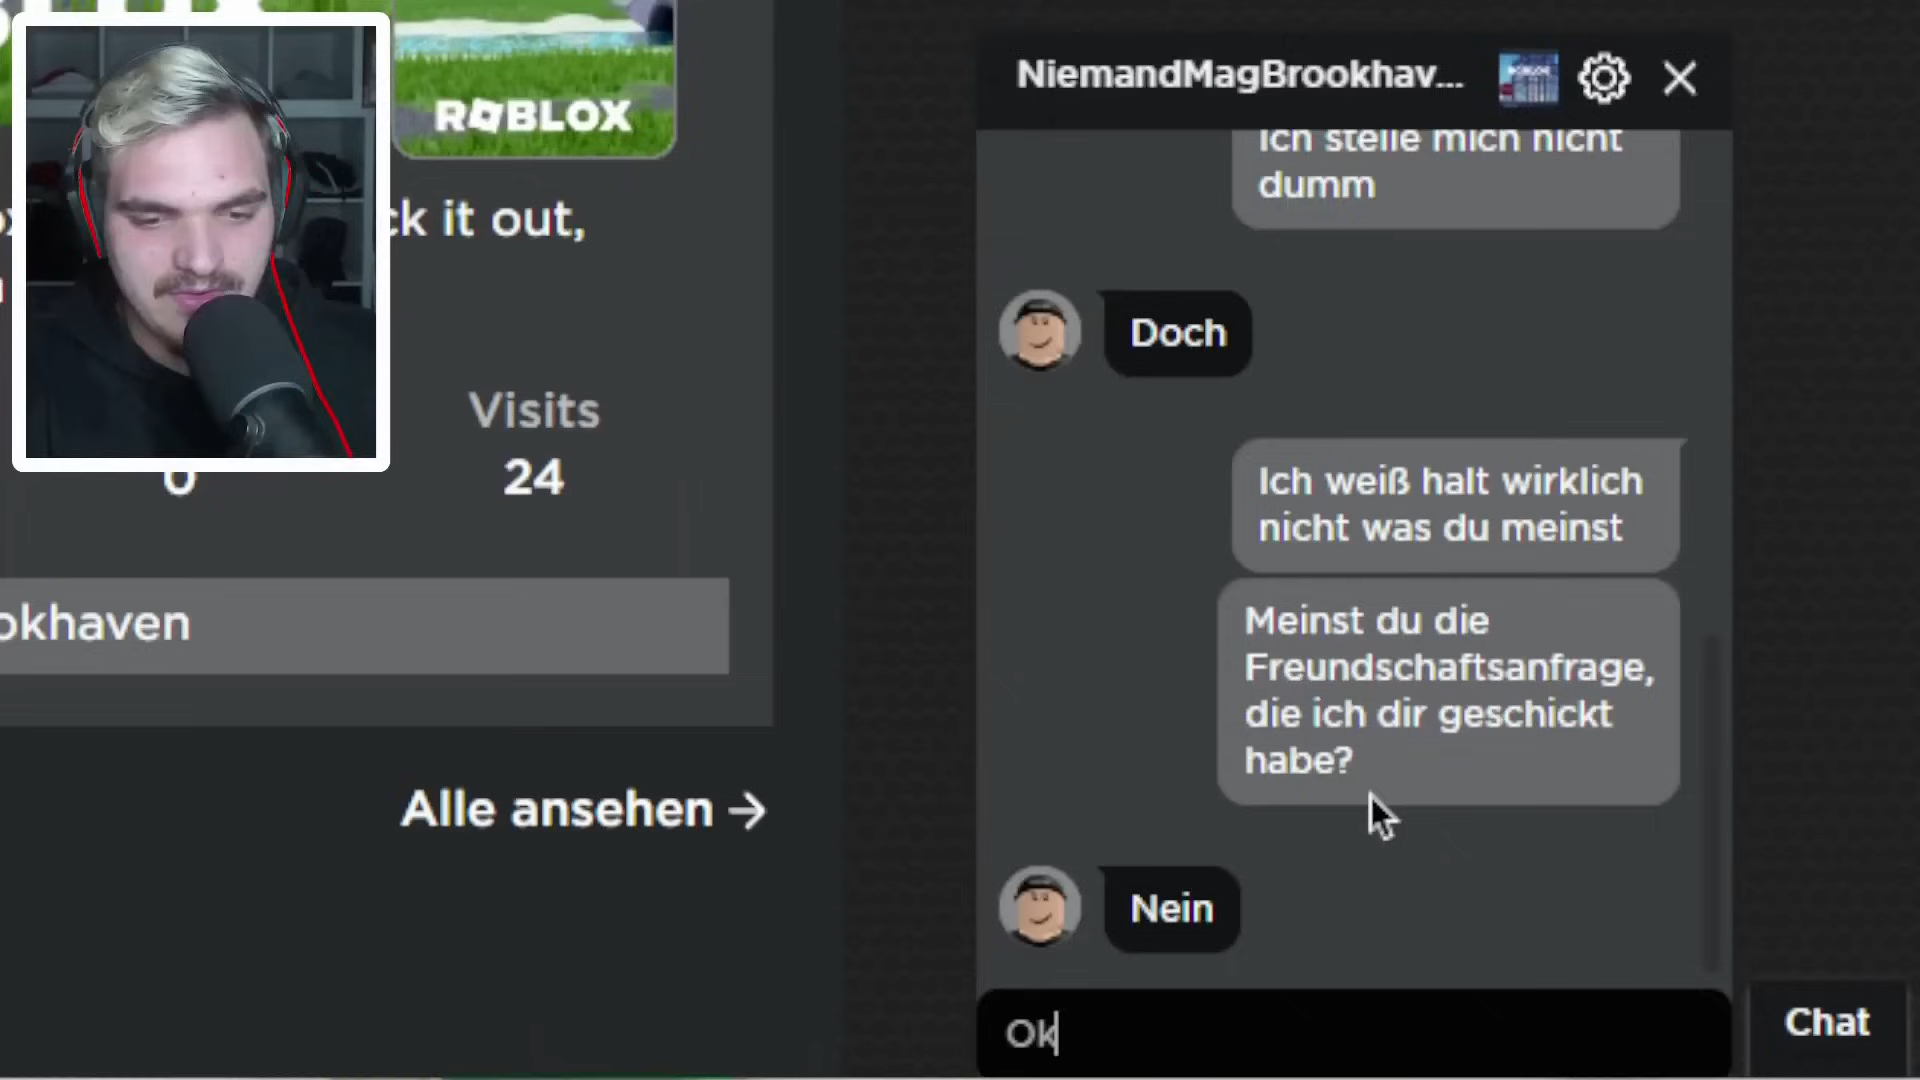 ROBLOX
ck it out,
Visits
0
24
okhaven
Alle ansehen
NiemandMagBrookhav...
Ich stelle mich nicht
dumm
Doch
Ich weiß halt wirklich
nicht was du meinst
Meinst du die
Freundschaftsanfrage,
die ich dir geschickt
habe?
Nein
Ok
Chat